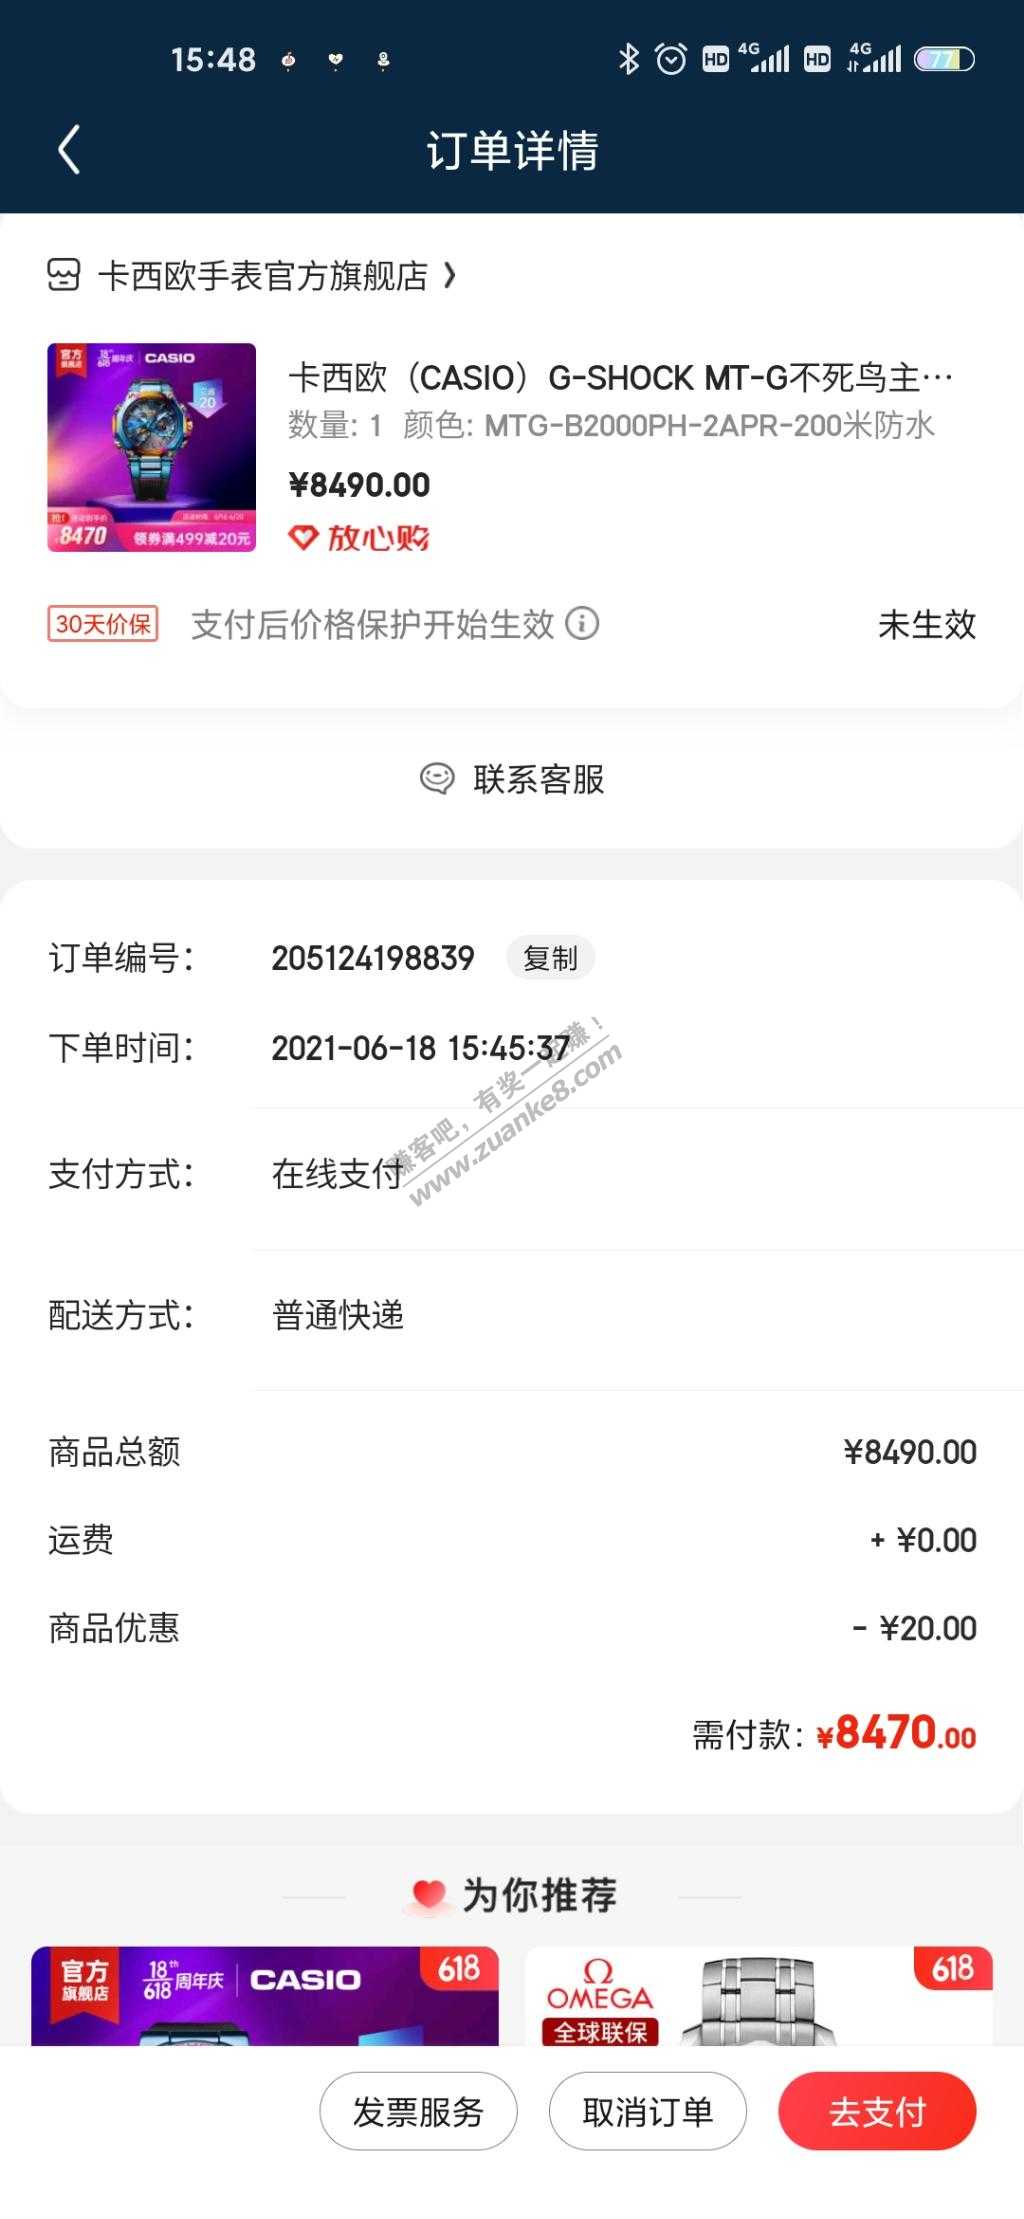 15:48
HD 4G HD 4G 77
订单详情
卡西欧手表官方旗舰店
官方
旗舰店
18th
618
周年庆
CASIO
20
卡西欧（CASIO）G-SHOCK MT-G不死鸟主…
数量: 1 颜色: MTG-B2000PH-2APR-200米防水
¥8490.00
8470 领券满499减20元
放心购
30天价保 支付后价格保护开始生效 未生效
联系客服
订单编号： 205124198839 复制
下单时间： 2021-06-18 15:45:37
赚客吧，有奖一起赚！
www.zuanke8.com
支付方式： 在线支付
配送方式： 普通快递
商品总额 ¥8490.00
运费 + ¥0.00
商品优惠 - ¥20.00
需付款： ¥8470.00
为你推荐
官方
旗舰店
18th
618
周年庆
CASIO
618
Ω
OMEGA
全球联保
618
发票服务 取消订单 去支付